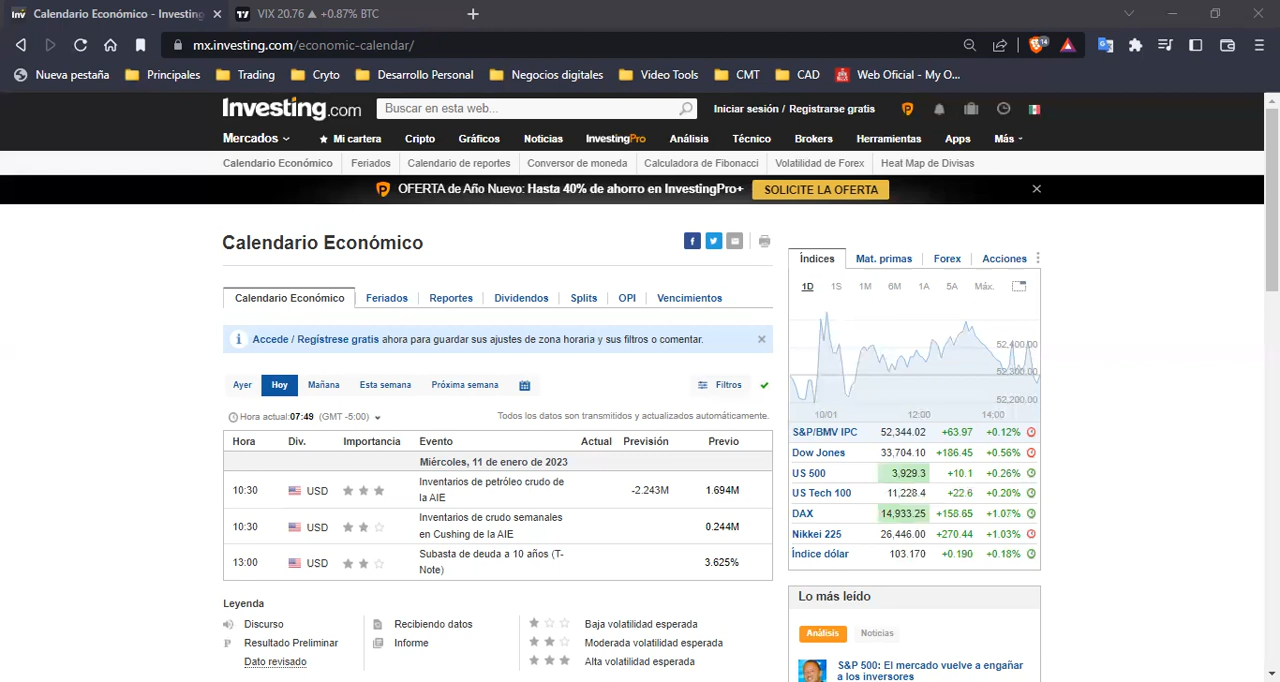 Calendario Económico - Investing
VIX 20.76 ▲ +0.87% BTC
mx.investing.com/economic-calendar/
14
Nueva pestaña Principales Trading Cryto Desarrollo Personal Negocios digitales Video Tools CMT CAD Web Oficial - My O...
Investing.com Buscar en esta web... Iniciar sesión / Registrarse gratis
Mercados Mi cartera Cripto Gráficos Noticias InvestingPro Análisis Técnico Brokers Herramientas Apps Más
Calendario Económico Feriados Calendario de reportes Conversor de moneda Calculadora de Fibonacci Volatilidad de Forex Heat Map de Divisas
OFERTA de Año Nuevo: Hasta 40% de ahorro en InvestingPro+ SOLICITE LA OFERTA
Calendario Económico
Calendario Económico Feriados Reportes Dividendos Splits OPI Vencimientos
Accede / Regístrese gratis ahora para guardar sus ajustes de zona horaria y sus filtros o comentar.
Ayer Hoy Mañana Esta semana Próxima semana Filtros
Hora actual:07:49 (GMT -5:00) Todos los datos son transmitidos y actualizados automáticamente.
Hora Div. Importancia Evento Actual Previsión Previo
Miércoles, 11 de enero de 2023
10:30 USD Inventarios de petróleo crudo de la AIE -2.243M 1.694M
10:30 USD Inventarios de crudo semanales en Cushing de la AIE 0.244M
13:00 USD Subasta de deuda a 10 años (T-Note) 3.625%
Leyenda
Discurso Recibiendo datos Baja volatilidad esperada
P Resultado Preliminar Informe Moderada volatilidad esperada
Dato revisado Alta volatilidad esperada
Índices Mat. primas Forex Acciones
1D 1S 1M 6M 1A 5A Máx.
52,400.00
52,300.00
52,200.00
10/01 12:00 14:00
S&P/BMV IPC 52,344.02 +63.97 +0.12%
Dow Jones 33,704.10 +186.45 +0.56%
US 500 3,929.3 +10.1 +0.26%
US Tech 100 11,228.4 +22.6 +0.20%
DAX 14,933.25 +158.65 +1.07%
Nikkei 225 26,446.00 +270.44 +1.03%
Índice dólar 103.170 +0.190 +0.18%
Lo más leído
Análisis Noticias
S&P 500: El mercado vuelve a engañar
a los inversores